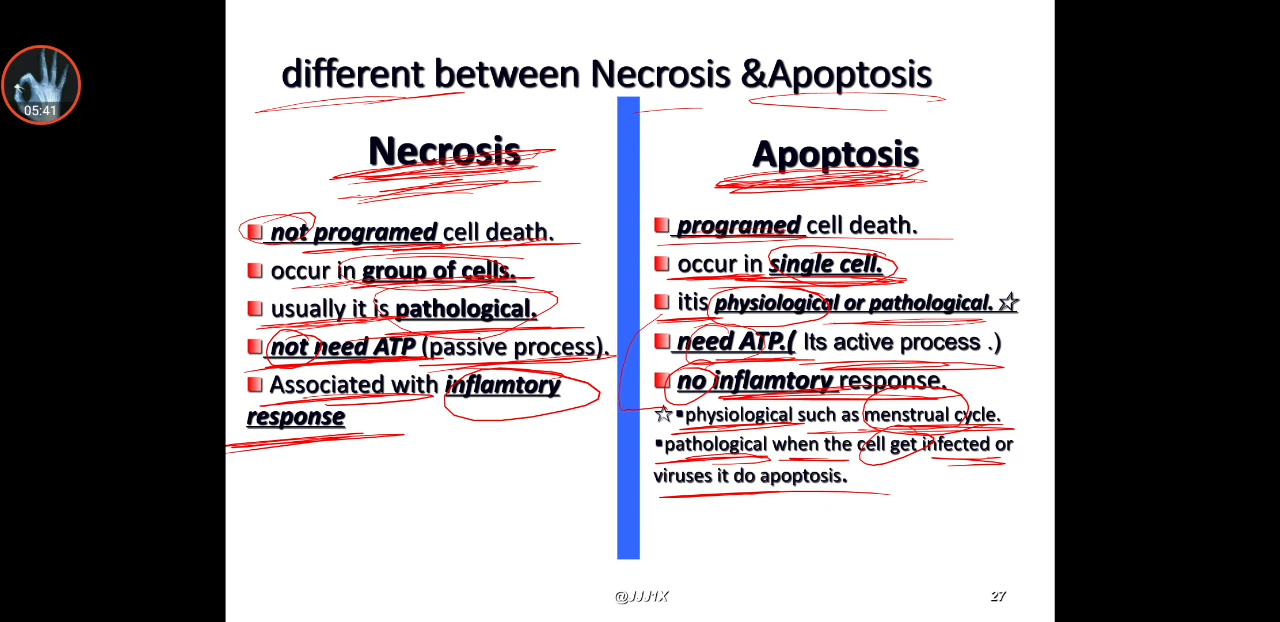 05:41
different between Necrosis &Apoptosis
Necrosis
not programed cell death.
occur in group of cells.
usually it is pathological.
not need ATP (passive process).
Associated with inflamtory
response
Apoptosis
programed cell death.
occur in single cell.
itis physiological or pathological. ☆
need ATP.( Its active process .)
no inflamtory response.
☆▪physiological such as menstrual cycle.
▪pathological when the cell get infected or
viruses it do apoptosis.
@JJJ1X
27